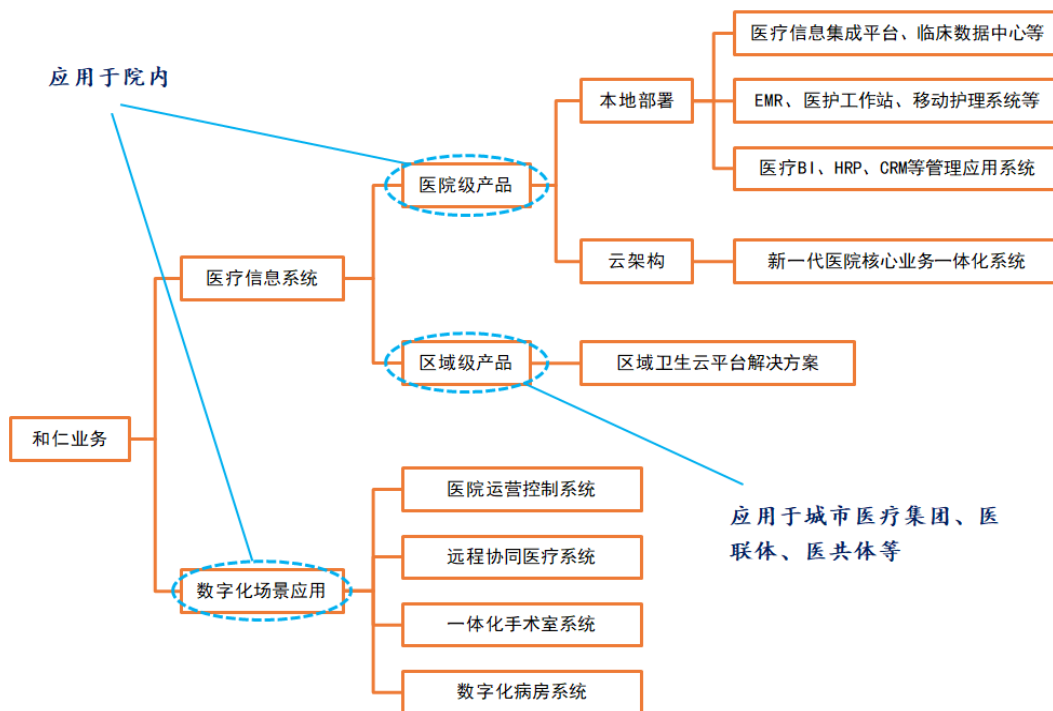 医疗信息集成平台、临床数据中心等
应用于院内
本地部署
EMR、医护工作站、移动护理系统等
医院级产品
医疗BI、HRP、CRM等管理应用系统
云架构
新一代医院核心业务一体化系统
医疗信息系统
区域级产品
区域卫生云平台解决方案
和仁业务
医院运营控制系统
应用于城市医疗集团、医
联体、医共体等
远程协同医疗系统
数字化场景应用
一体化手术室系统
数字化病房系统